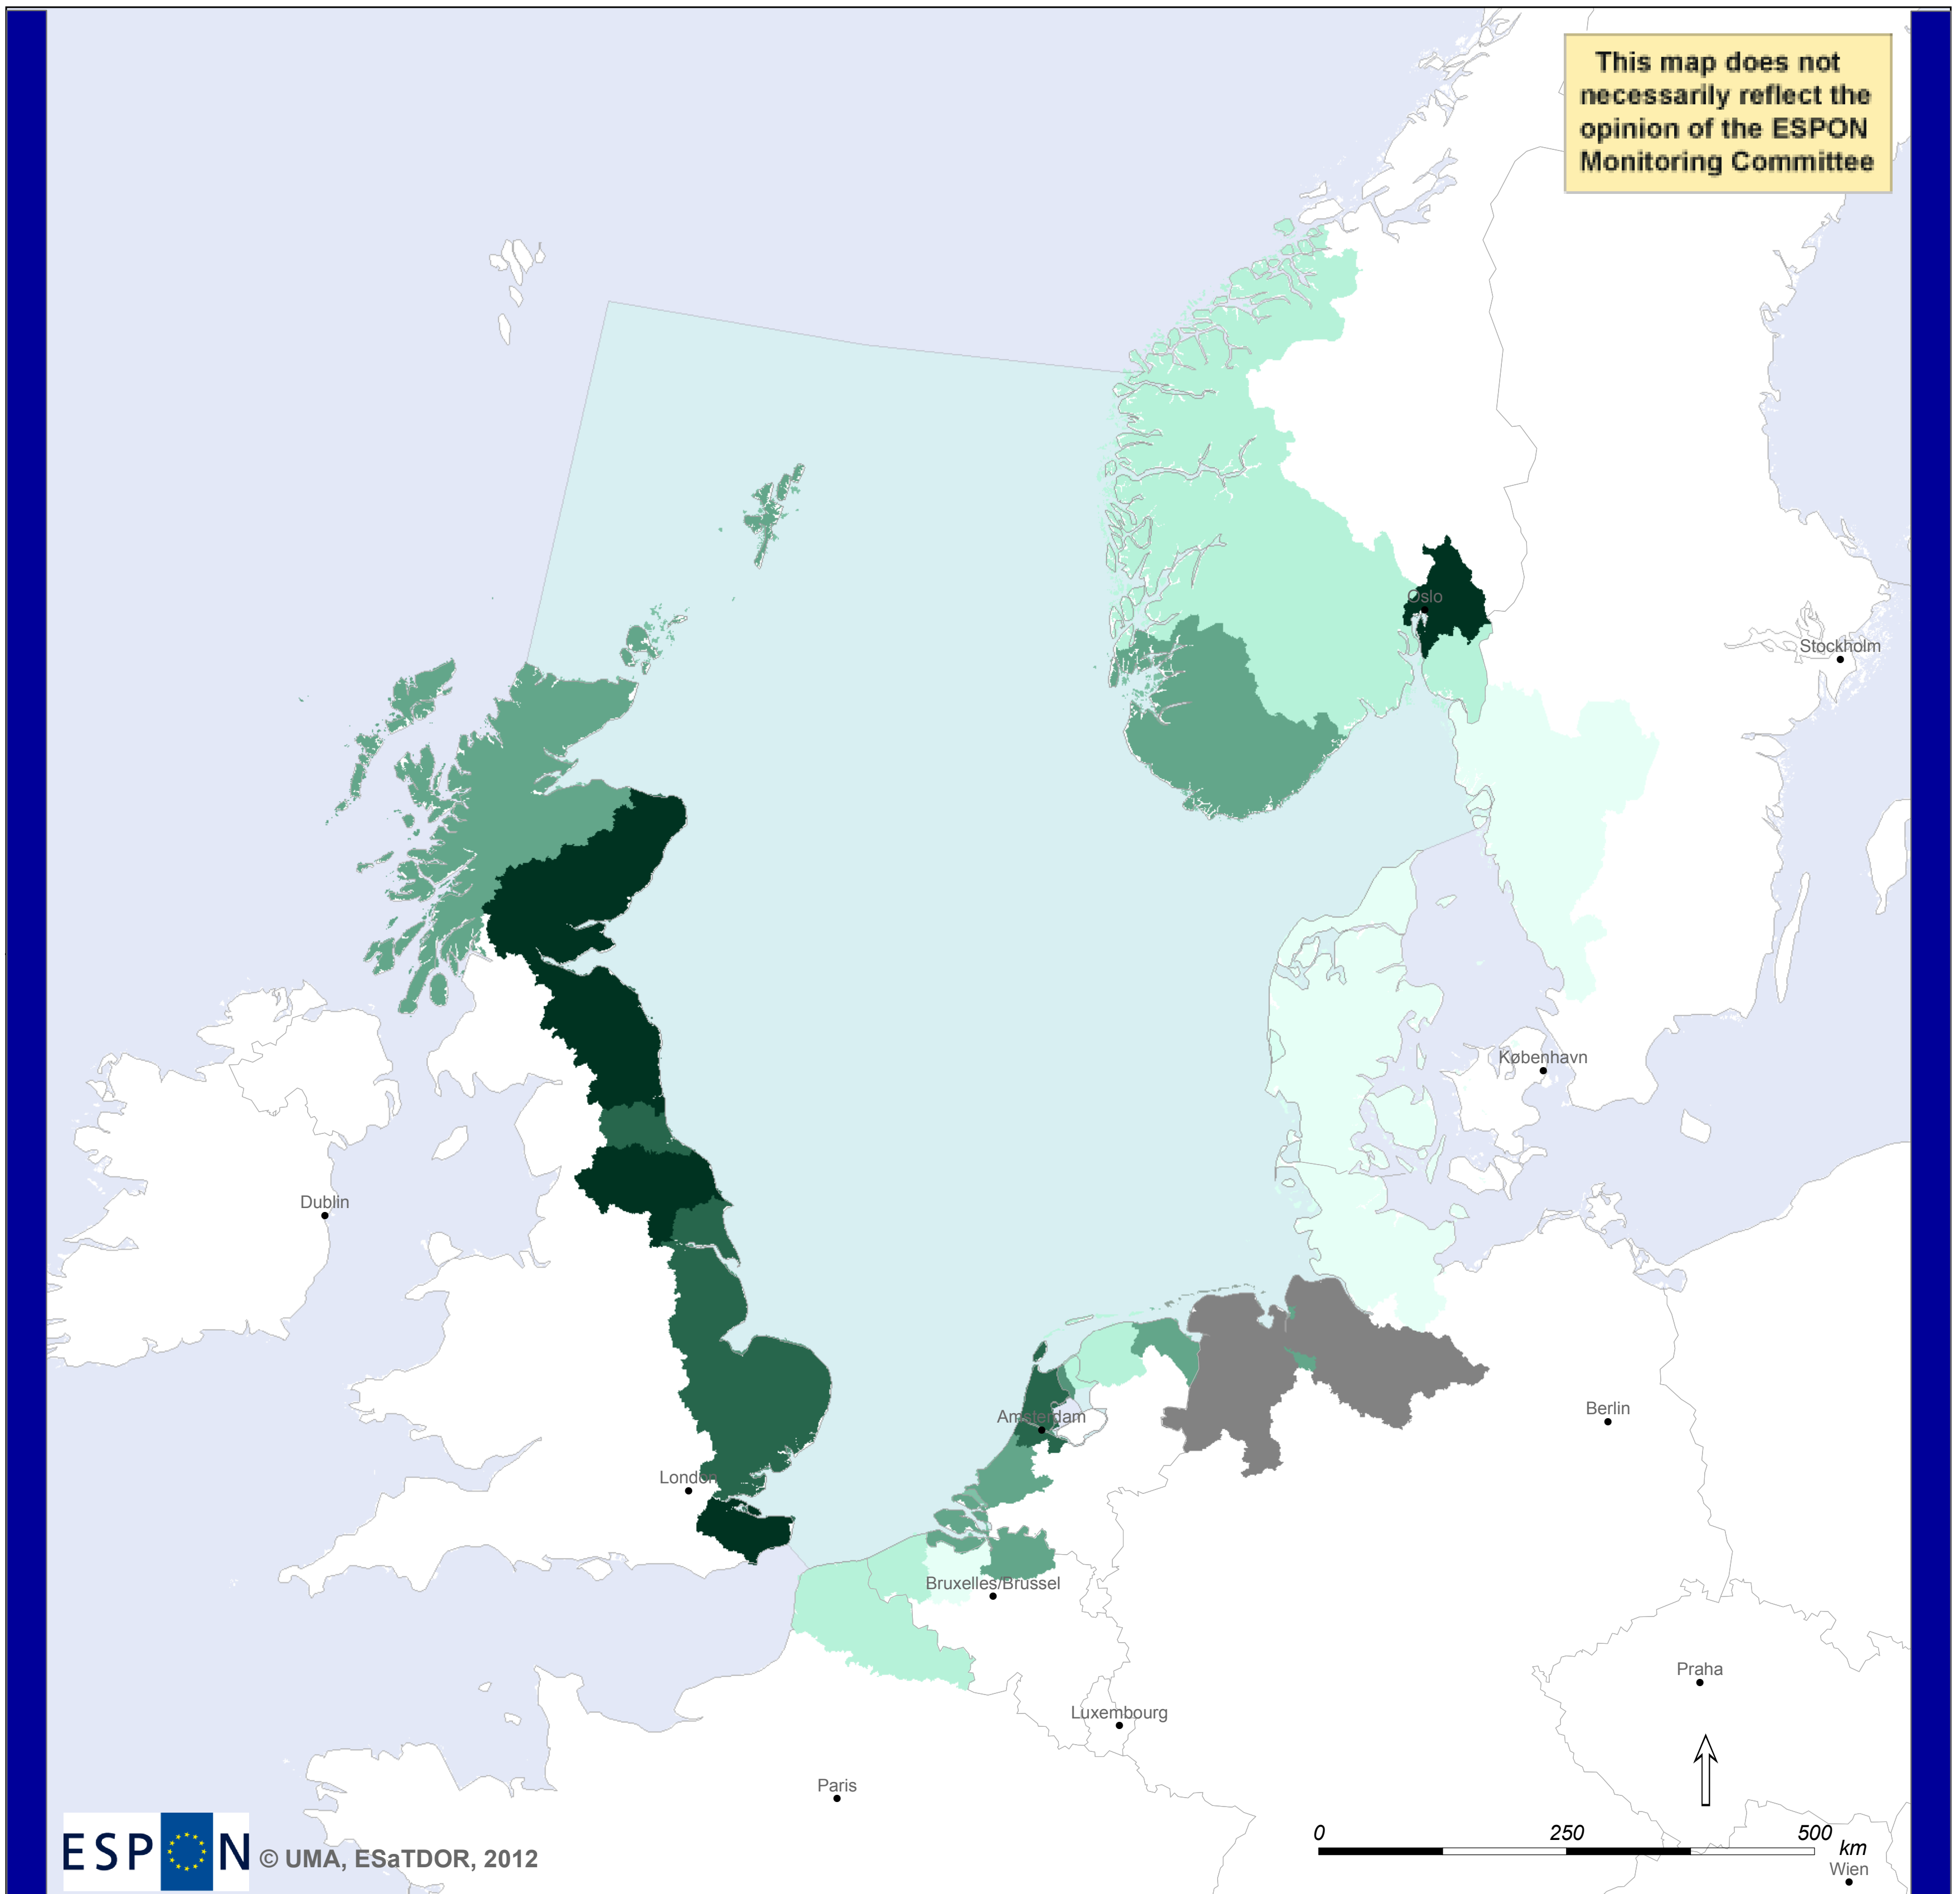 This map does not
necessarily reflect the
opinion of the ESPON
Monitoring Committee
Oslo
Stockholm
København
Dublin
Berlin
Amsterdam
London
Bruxelles/Brussel
Praha
Luxembourg
Paris
0 250 500
km
Wien
ESPON © UMA, ESaTDOR, 2012